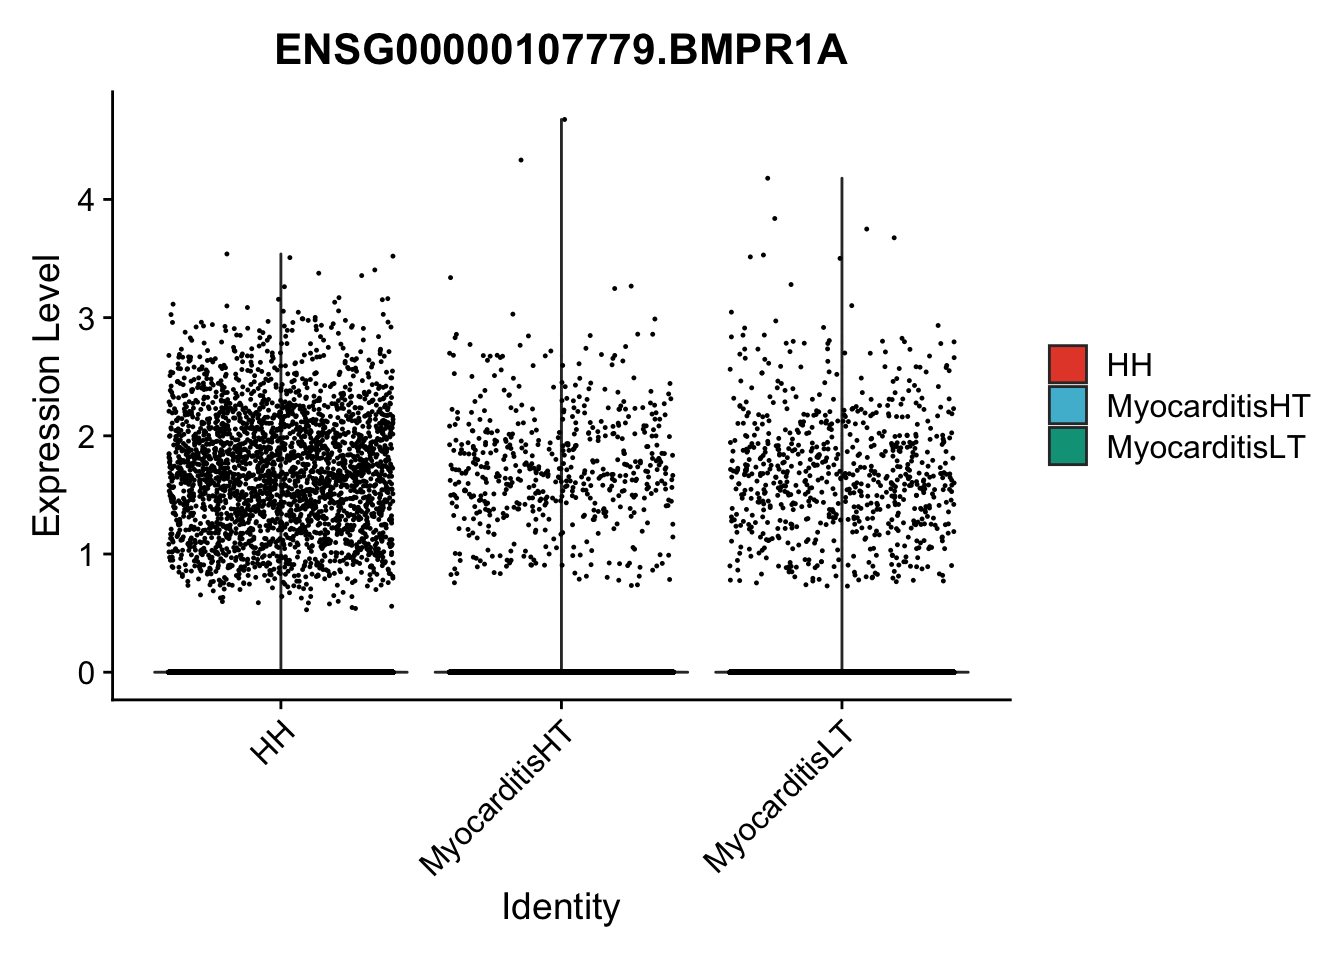 ENSG00000107779.BMPR1A
Expression Level
4
3
2
1
0
HH
MyocarditisHT
MyocarditisLT
Identity
HH
MyocarditisHT
MyocarditisLT